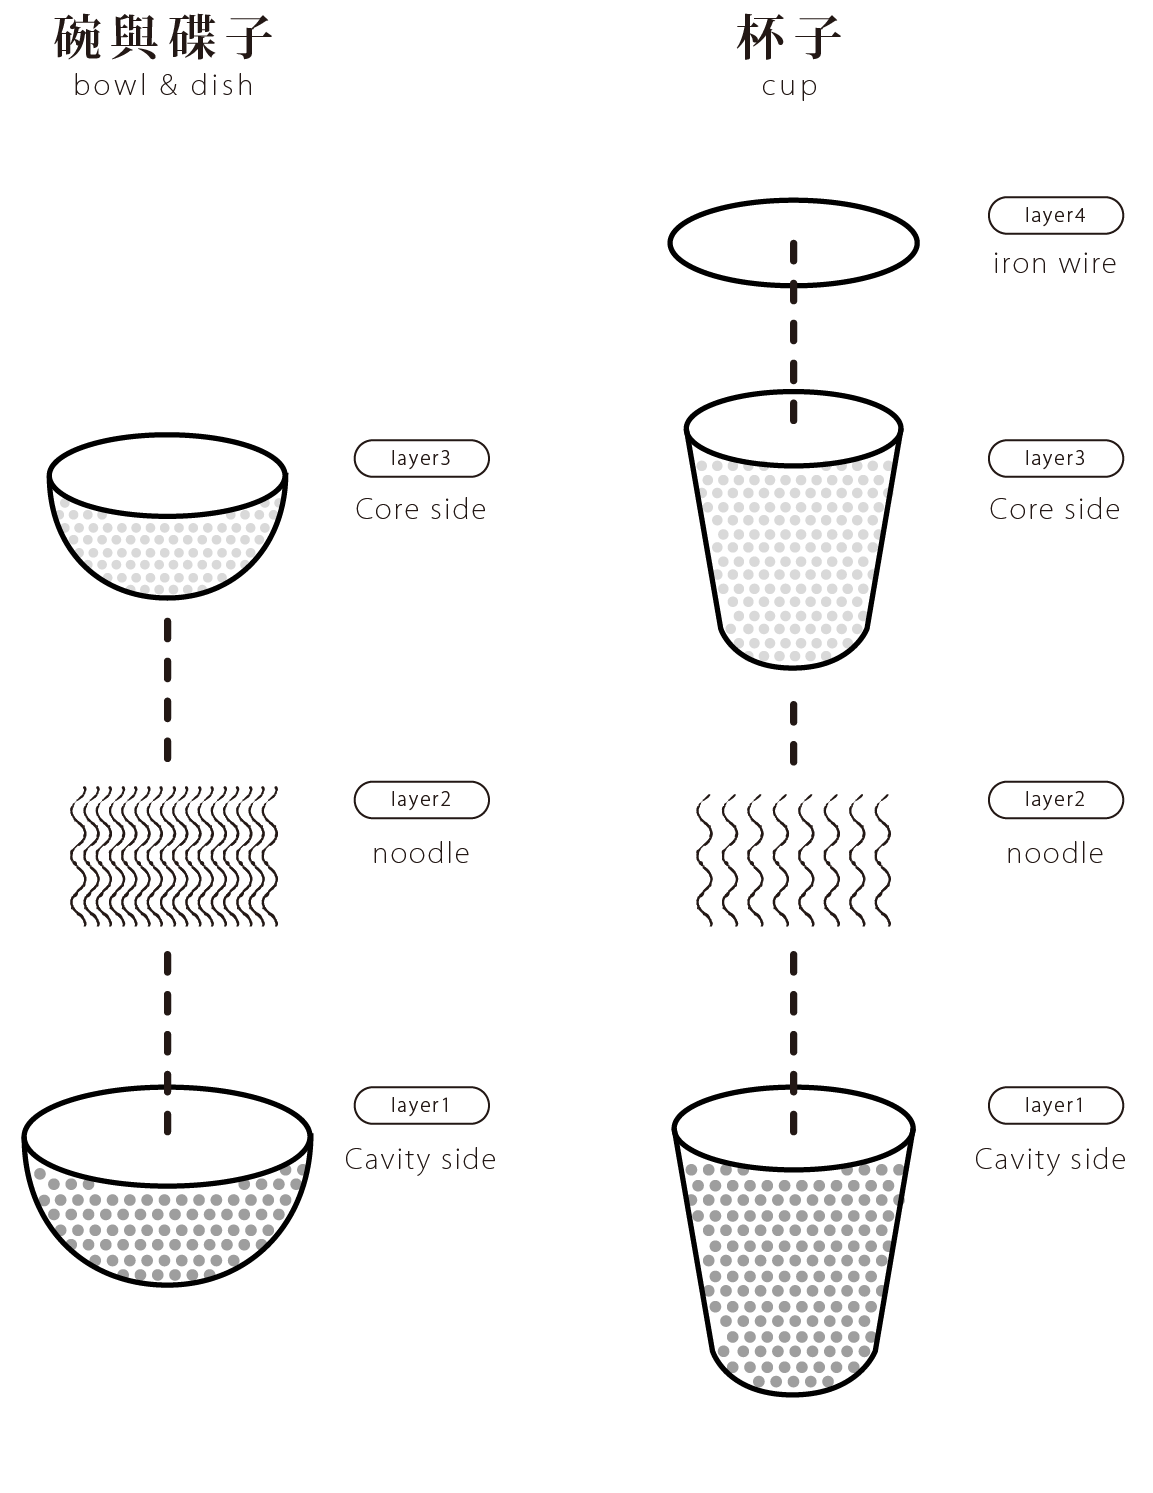 碗與碟子
bowl & dish
layer3
Core side
layer2
noodle
layer1
Cavity side
杯子
cup
layer4
iron wire
layer3
Core side
layer2
noodle
layer1
Cavity side